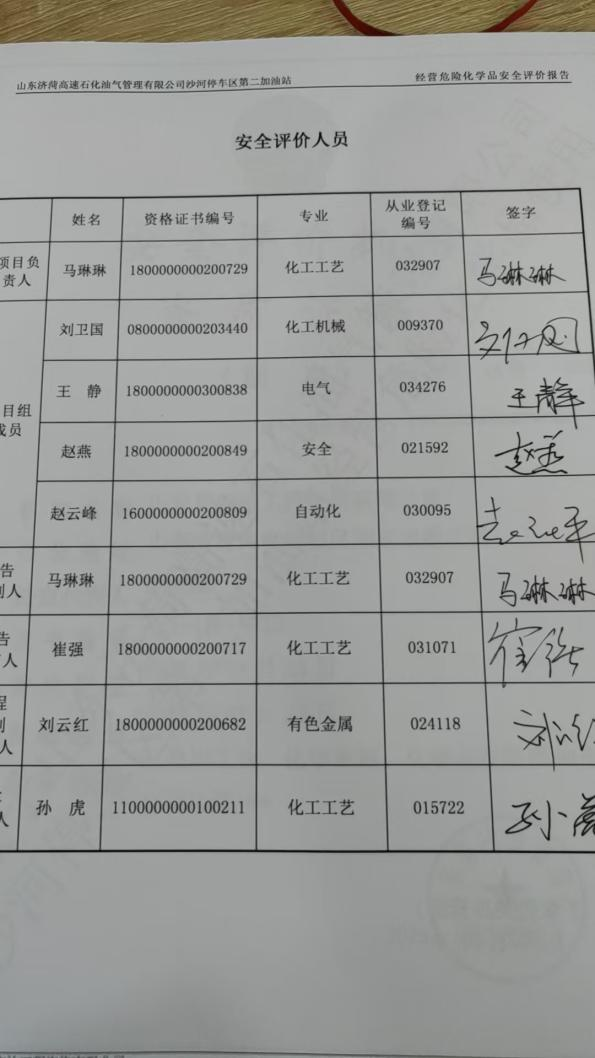 山东济菏高速石化油气管理有限公司沙河停车区第二加油站 经营危险化学品安全评价报告
安全评价人员
姓名 资格证书编号 专业 从业登记编号 签字
项目负责人 马琳琳 1800000000200729 化工工艺 032907 马琳琳
刘卫国 0800000000203440 化工机械 009370
目组成员 王 静 1800000000300838 电气 034276 王静
赵燕 1800000000200849 安全 021592 赵燕
赵云峰 1600000000200809 自动化 030095
告 人 马琳琳 1800000000200729 化工工艺 032907 马琳琳
告 人 崔强 1800000000200717 化工工艺 031071 崔强
人 刘云红 1800000000200682 有色金属 024118
人 孙 虎 1100000000100211 化工工艺 015722